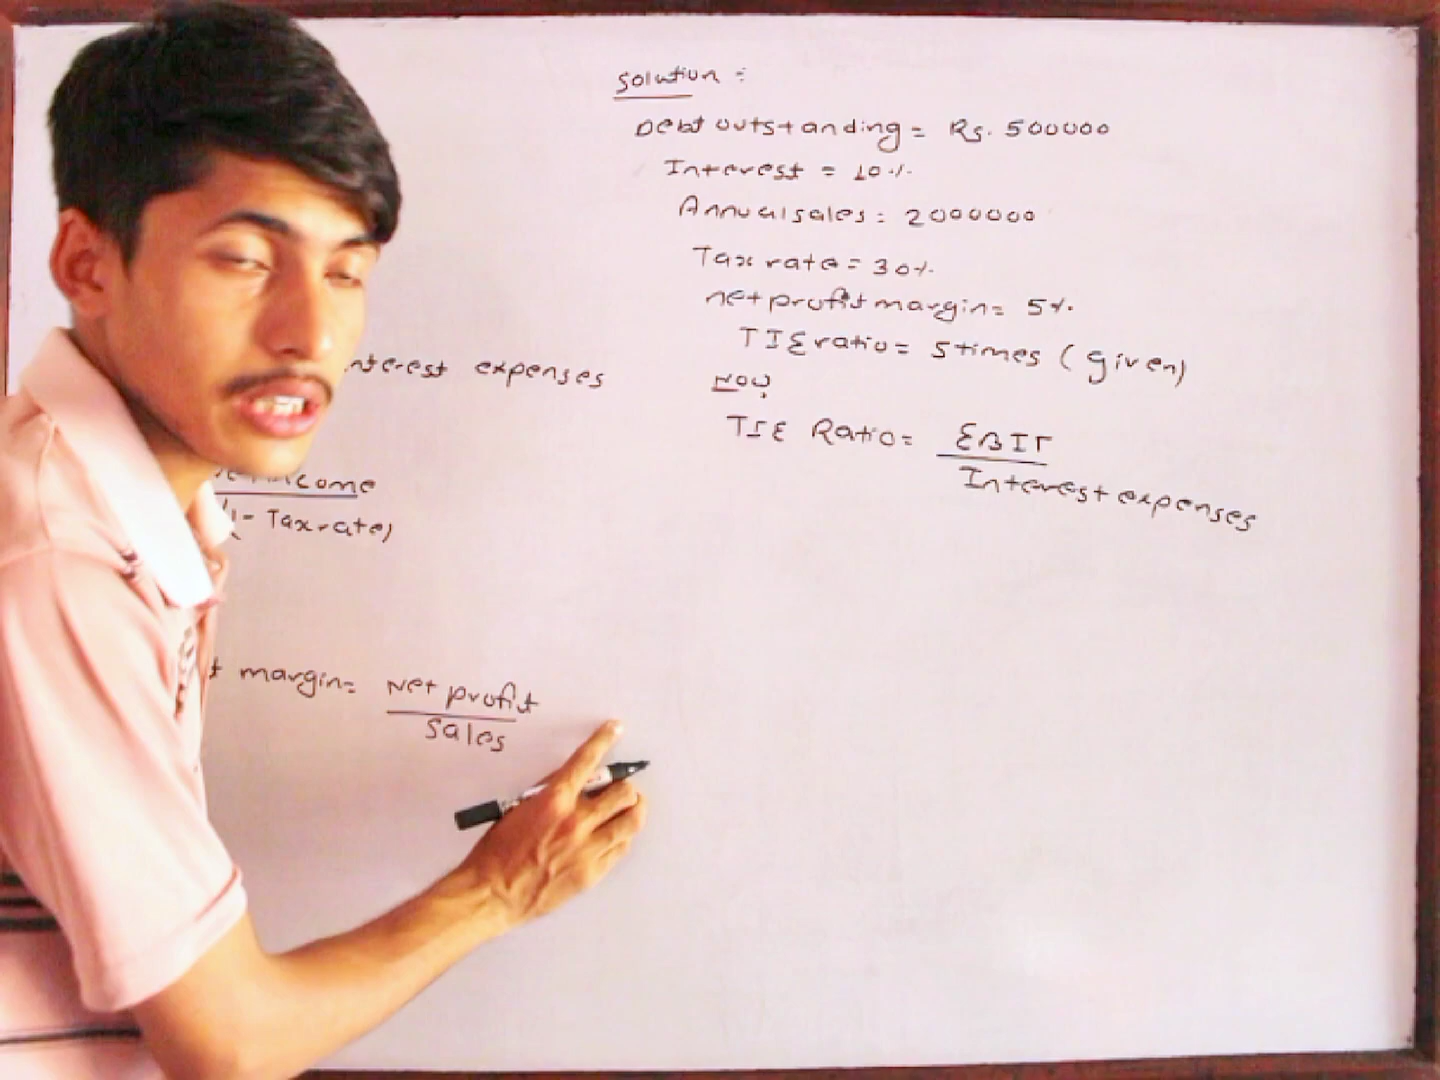 Solution :
Debt outstanding = Rs. 500000
Interest = 10%
Annual sales = 2000000
Tax rate = 30%
net profit margin = 5%
TIE ratio = 5 times (given)
Now,
TIE Ratio = EBIT
Interest expenses
expenses
income
(1- Tax rate)
margin = Net profit
Sales